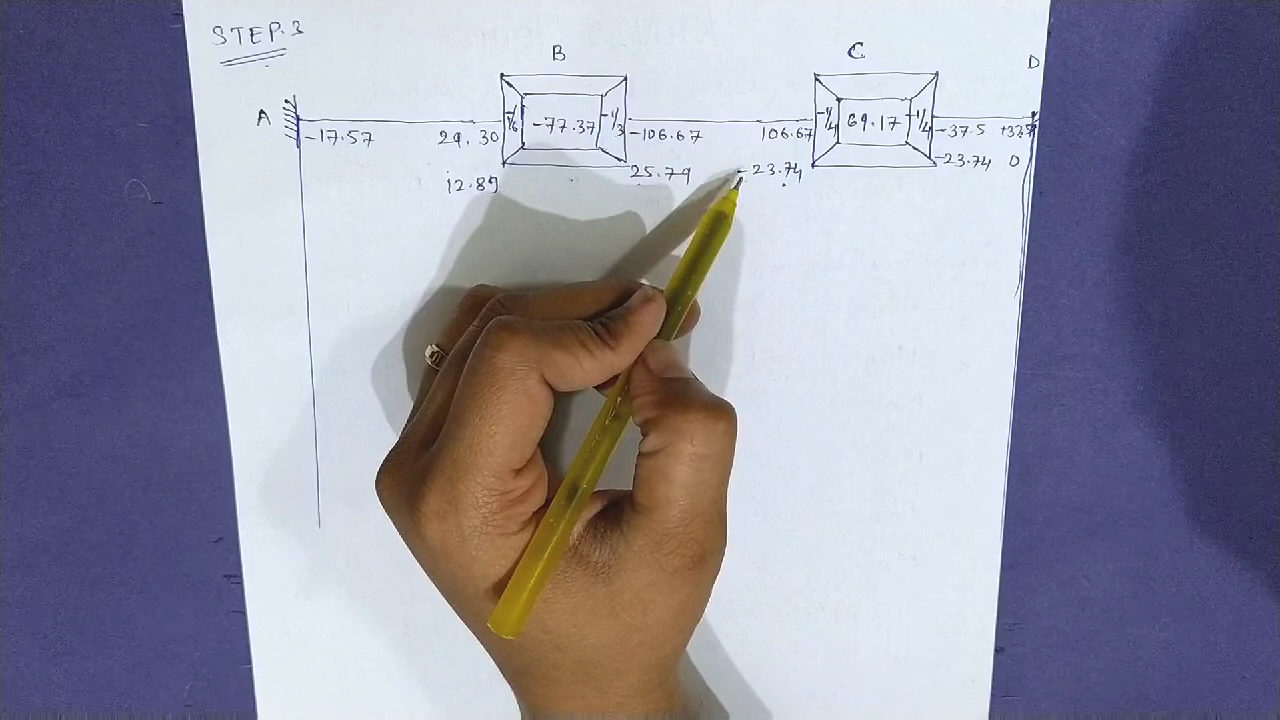 STEP.3
B
C
D
A
-17.57 29.30 -1/6 -77.37 -1/3 -106.67 106.67 -1/4 69.17 -1/4 -37.5
12.89 25.79 -23.74 -23.74 0